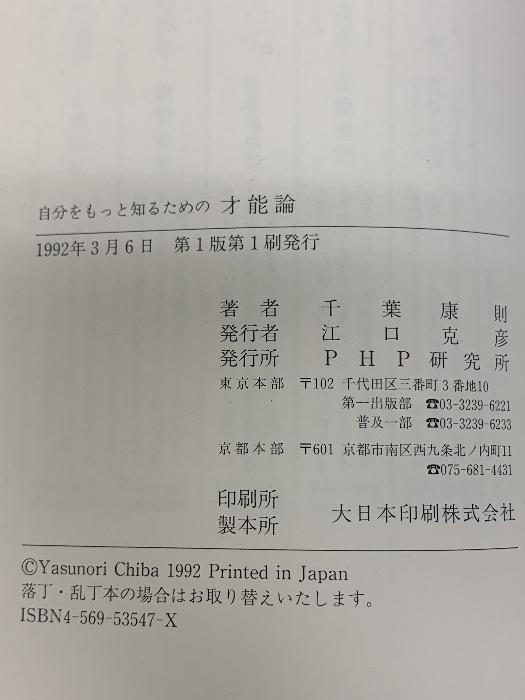 自分をもっと知るための 才能論
1992年3月6日 第1版第1刷発行
著者 千葉康則
発行者 江口克彦
発行所 PHP研究所
東京本部 〒102 千代田区三番町3番地10
第一出版部 ☎03-3239-6221
普及一部 ☎03-3239-6233
京都本部 〒601 京都市南区西九条北ノ内町11
☎075-681-4431
印刷所
製本所 大日本印刷株式会社
©Yasunori Chiba 1992 Printed in Japan
落丁・乱丁本の場合はお取り替えいたします。
ISBN4-569-53547-X